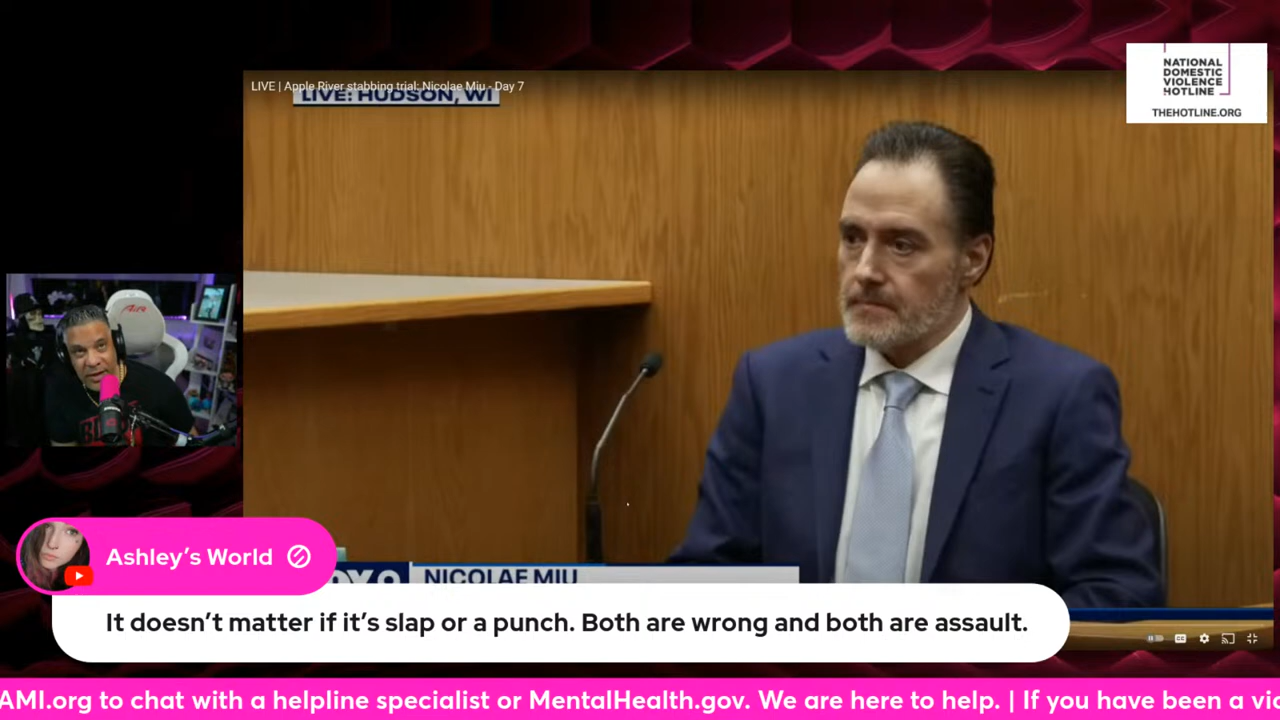 LIVE | Apple River stabbing trial: Nicolae Miu - Day 7
LIVE: HUDSON, WI
NATIONAL
DOMESTIC
VIOLENCE
HOTLINE
THEHOTLINE.ORG
AIR
NICOLAE MIU
Ashley's World
It doesn't matter if it's slap or a punch. Both are wrong and both are assault.
AMI.org to chat with a helpline specialist or MentalHealth.gov. We are here to help. | If you have been a vic